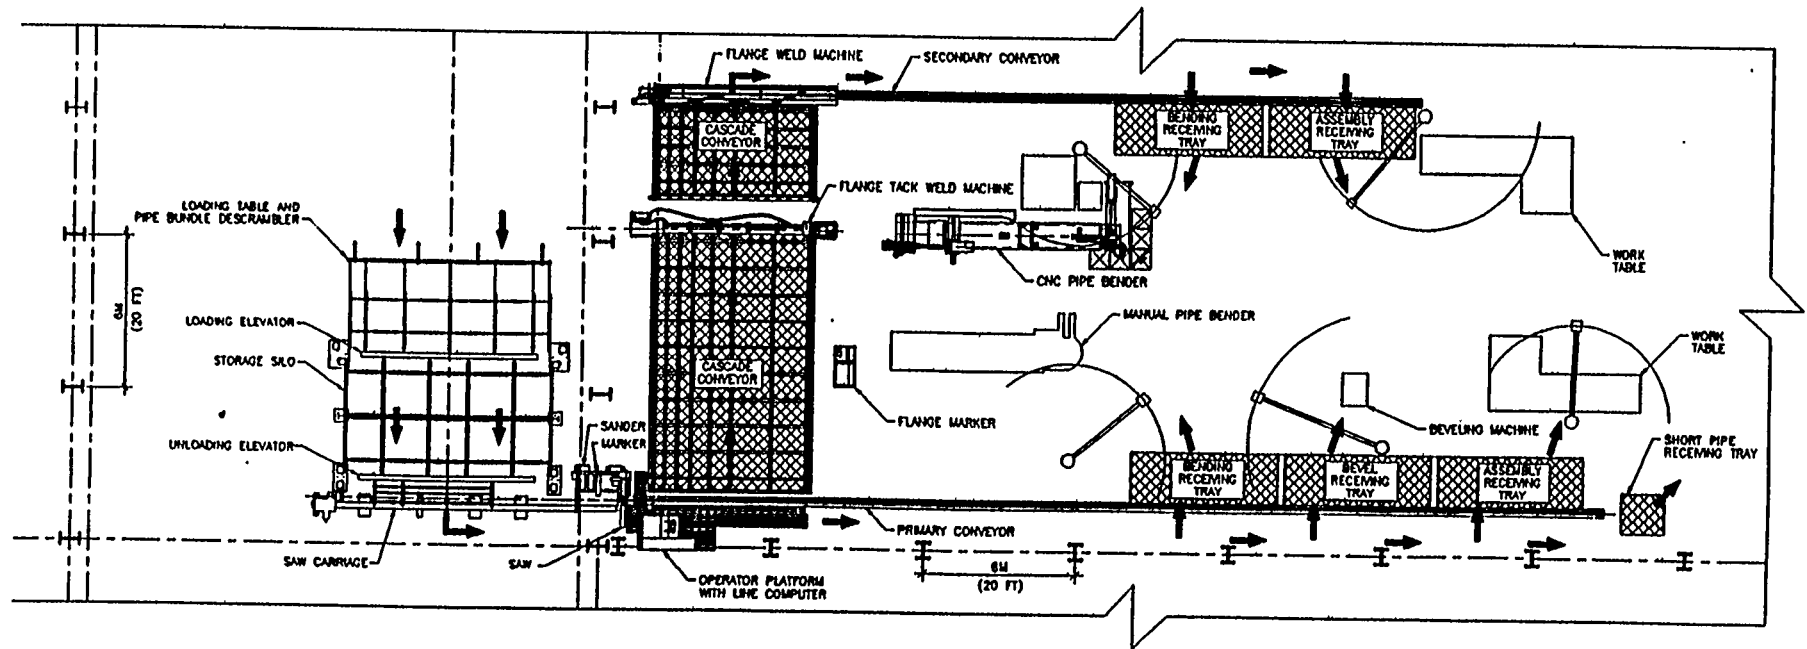 FLANGE WELD MACHINE
SECONDARY CONVEYOR
CASCADE
CONVEYOR
BENDING
RECEIVING
TRAY
ASSEMBLY
RECEIVING
TRAY
FLANGE TACK WELD MACHINE
LOADING TABLE AND
PIPE BUNDLE DESCRAMBLER
WORK
TABLE
CNC PIPE BENDER
6M
(20 FT)
LOADING ELEVATOR
MANUAL PIPE BENDER
STORAGE SILO
CASCADE
CONVEYOR
WORK
TABLE
FLANGE MARKER
BEVELING MACHINE
SANDER
MARKER
UNLOADING ELEVATOR
SHORT PIPE
RECEIVING TRAY
BENDING
RECEIVING
TRAY
BEVEL
RECEIVING
TRAY
ASSEMBLY
RECEIVING
TRAY
PRIMARY CONVEYOR
SAW CARRIAGE
SAW
OPERATOR PLATFORM
WITH LINE COMPUTER
6M
(20 FT)